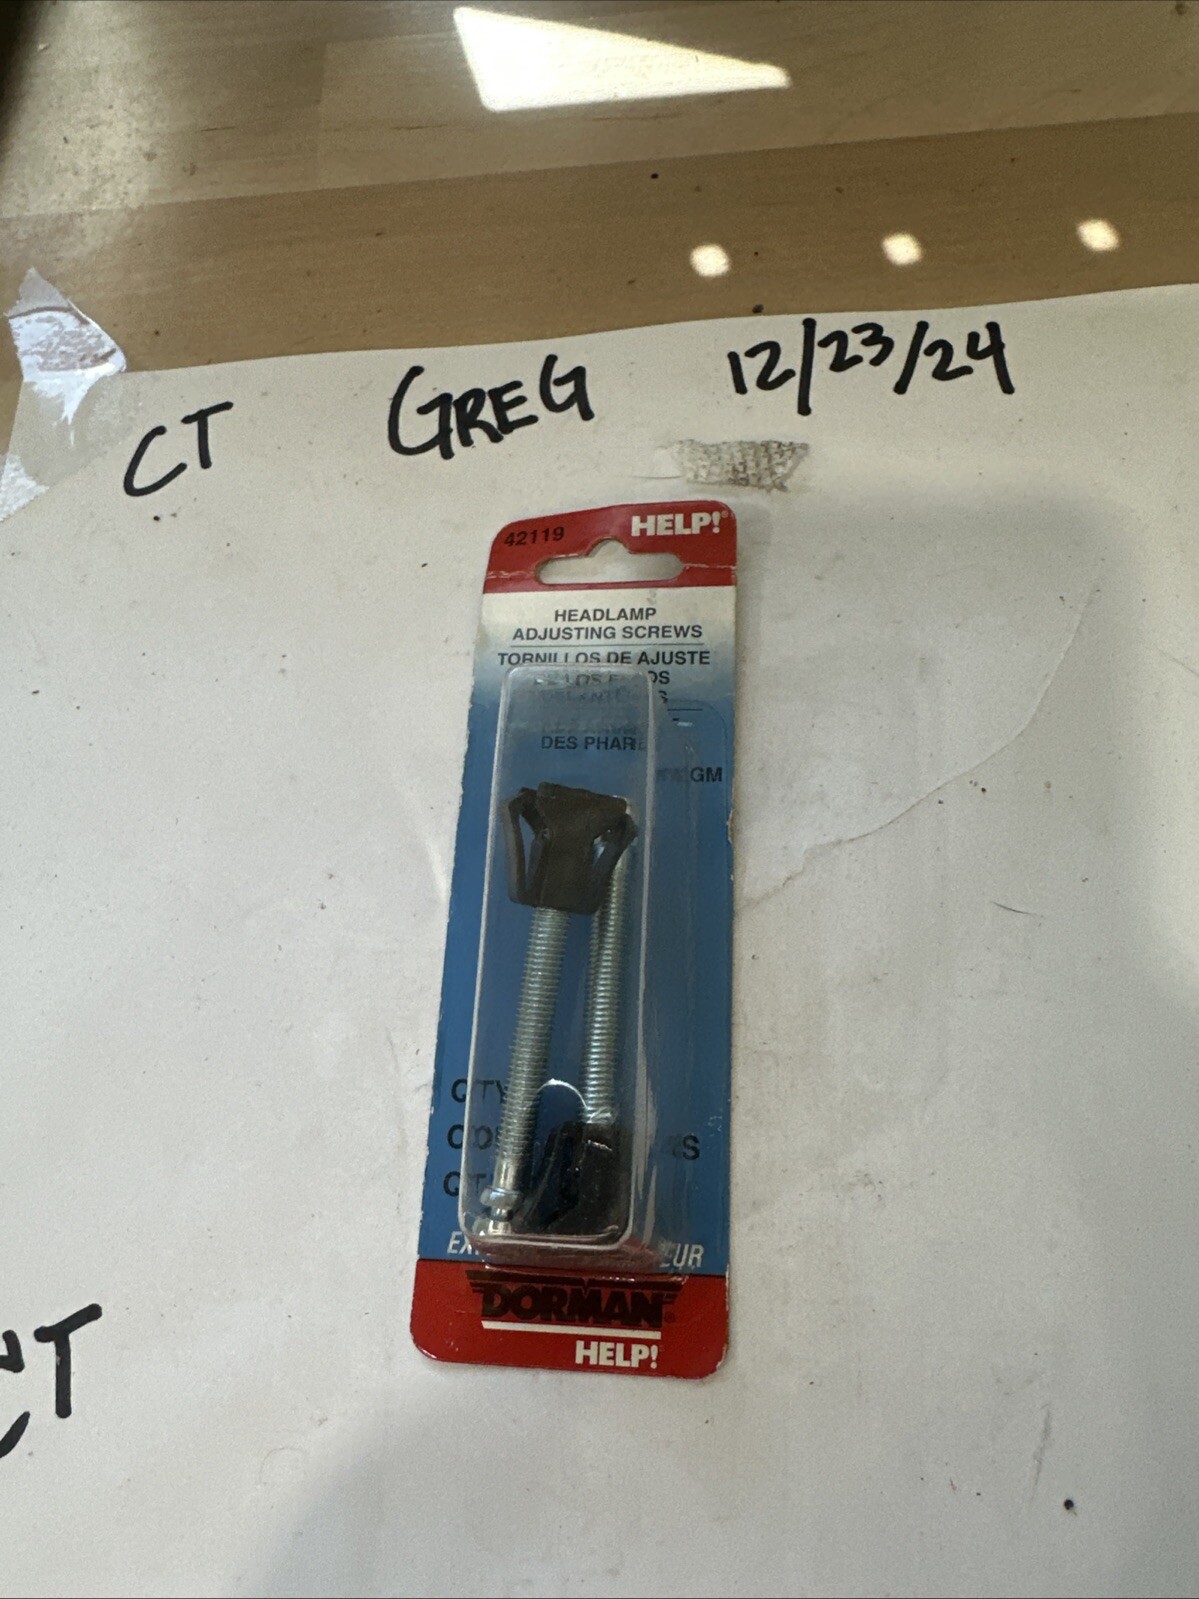 CT GREG 12/23/24
42119 HELP!
HEADLAMP
ADJUSTING SCREWS
TORNILLOS DE AJUSTE
DES PHARE
GM
QTY
DORMAN®
HELP!
CT